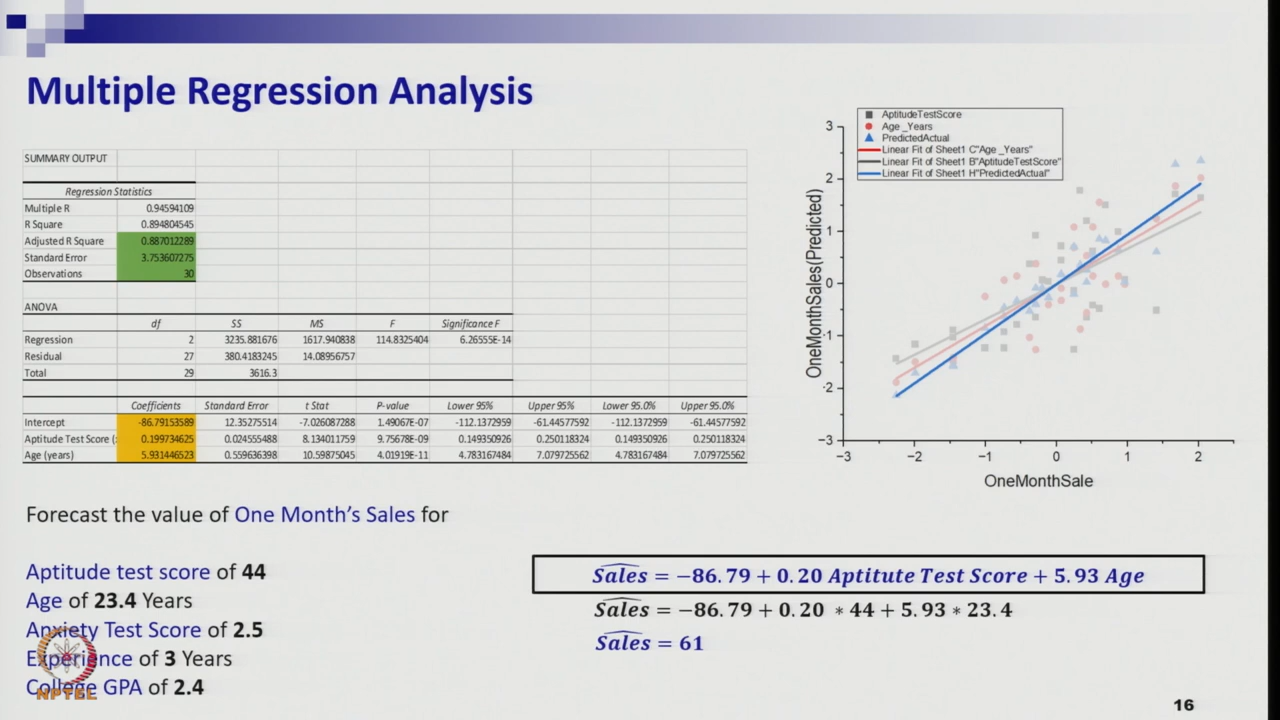 Multiple Regression Analysis
SUMMARY OUTPUT
Regression Statistics
Multiple R 0.94594109
R Square 0.894804545
Adjusted R Square 0.887012289
Standard Error 3.753607275
Observations 30
ANOVA
df SS MS F Significance F
Regression 2 3235.881676 1617.940838 114.8325404 6.26555E-14
Residual 27 380.4183245 14.08956757
Total 29 3616.3
Coefficients Standard Error t Stat P-value Lower 95% Upper 95% Lower 95.0% Upper 95.0%
Intercept -86.79153589 12.35275514 -7.026087288 1.49067E-07 -112.1372959 -61.44577592 -112.1372959 -61.44577592
Aptitude Test Score (: 0.199734625 0.024555488 8.134011759 9.75678E-09 0.149350926 0.250118324 0.149350926 0.250118324
Age (years) 5.931446523 0.559636398 10.59875045 4.01919E-11 4.783167484 7.079725562 4.783167484 7.079725562
AptitudeTestScore
Age _Years
PredictedActual
Linear Fit of Sheet1 C"Age _Years"
Linear Fit of Sheet1 B"AptitudeTestScore"
Linear Fit of Sheet1 H"PredictedActual"
OneMonthSales(Predicted)
3
2
1
0
-1
-2
−3
−3 −2 −1 0 1 2
OneMonthSale
Forecast the value of One Month's Sales for
Aptitude test score of 44
Age of 23.4 Years
Anxiety Test Score of 2.5
Experience of 3 Years
College GPA of 2.4
NPTEL
Sales = −86.79 + 0.20 Aptitute Test Score + 5.93 Age
Sales = −86.79 + 0.20 * 44 + 5.93 * 23.4
Sales = 61
16